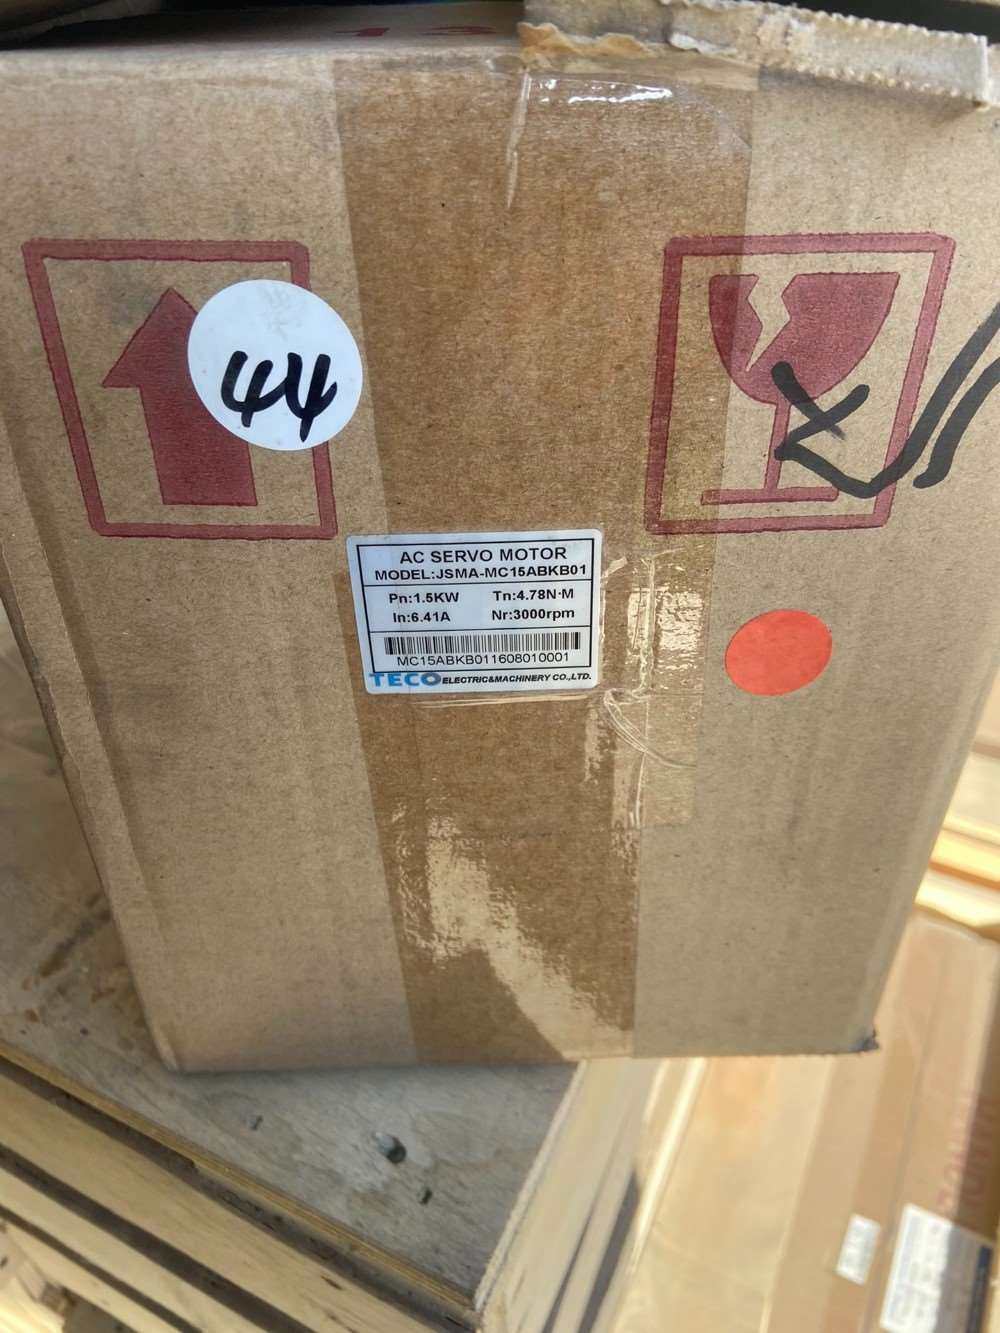 44
AC SERVO MOTOR
MODEL:JSMA-MC15ABKB01
Pn:1.5KW Tn:4.78N·M
In:6.41A Nr:3000rpm
MC15ABKB011608010001
TECO ELECTRIC&MACHINERY CO.,LTD.